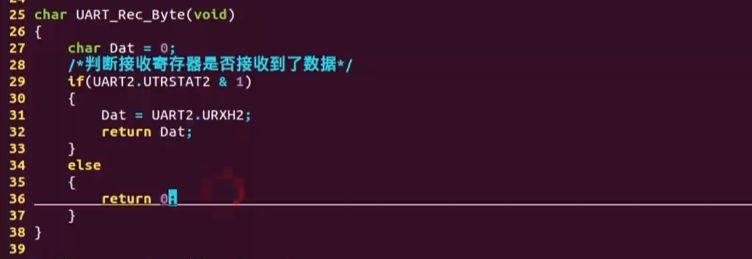 25 char UART_Rec_Byte(void)
26 {
27     char Dat = 0;
28     /*判断接收寄存器是否接收到了数据*/
29     if(UART2.UTRSTAT2 & 1)
30     {
31         Dat = UART2.URXH2;
32         return Dat;
33     }
34     else
35     {
36         return 0;
37     }
38 }
39